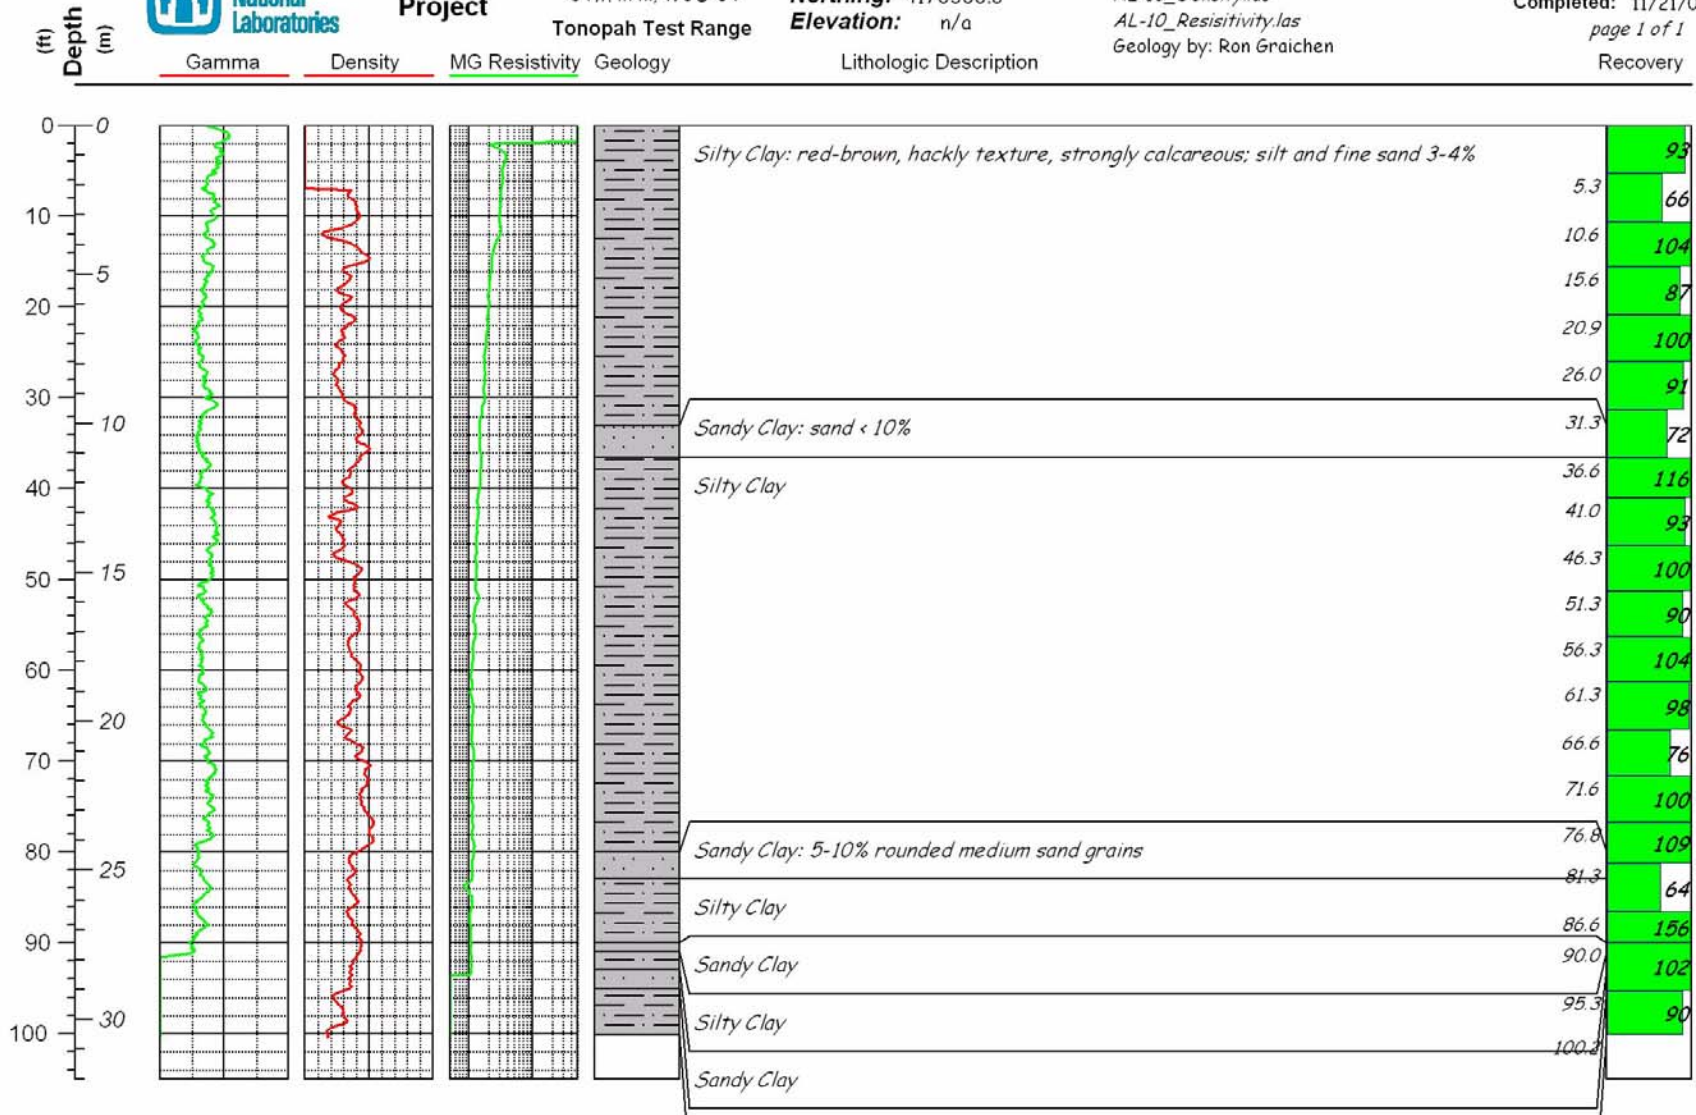 National
Laboratories
Project
Tonopah Test Range
Northing:
Elevation: n/a
AL-10_Resisitivity.las
Geology by: Ron Graichen
Completed: 11/21/0
page 1 of 1
(ft)
Depth
(m)
Gamma
Density
MG Resistivity
Geology
Lithologic Description
Recovery
0
10
20
30
40
50
60
70
80
90
100
0
5
10
15
20
25
30
Silty Clay: red-brown, hackly texture, strongly calcareous; silt and fine sand 3-4%
Sandy Clay: sand < 10%
Silty Clay
Sandy Clay: 5-10% rounded medium sand grains
Silty Clay
Sandy Clay
Silty Clay
Sandy Clay
5.3
10.6
15.6
20.9
26.0
31.3
36.6
41.0
46.3
51.3
56.3
61.3
66.6
71.6
76.8
81.3
86.6
90.0
95.3
100.2
93
66
104
87
100
91
72
116
93
100
90
104
98
76
100
109
64
156
102
90